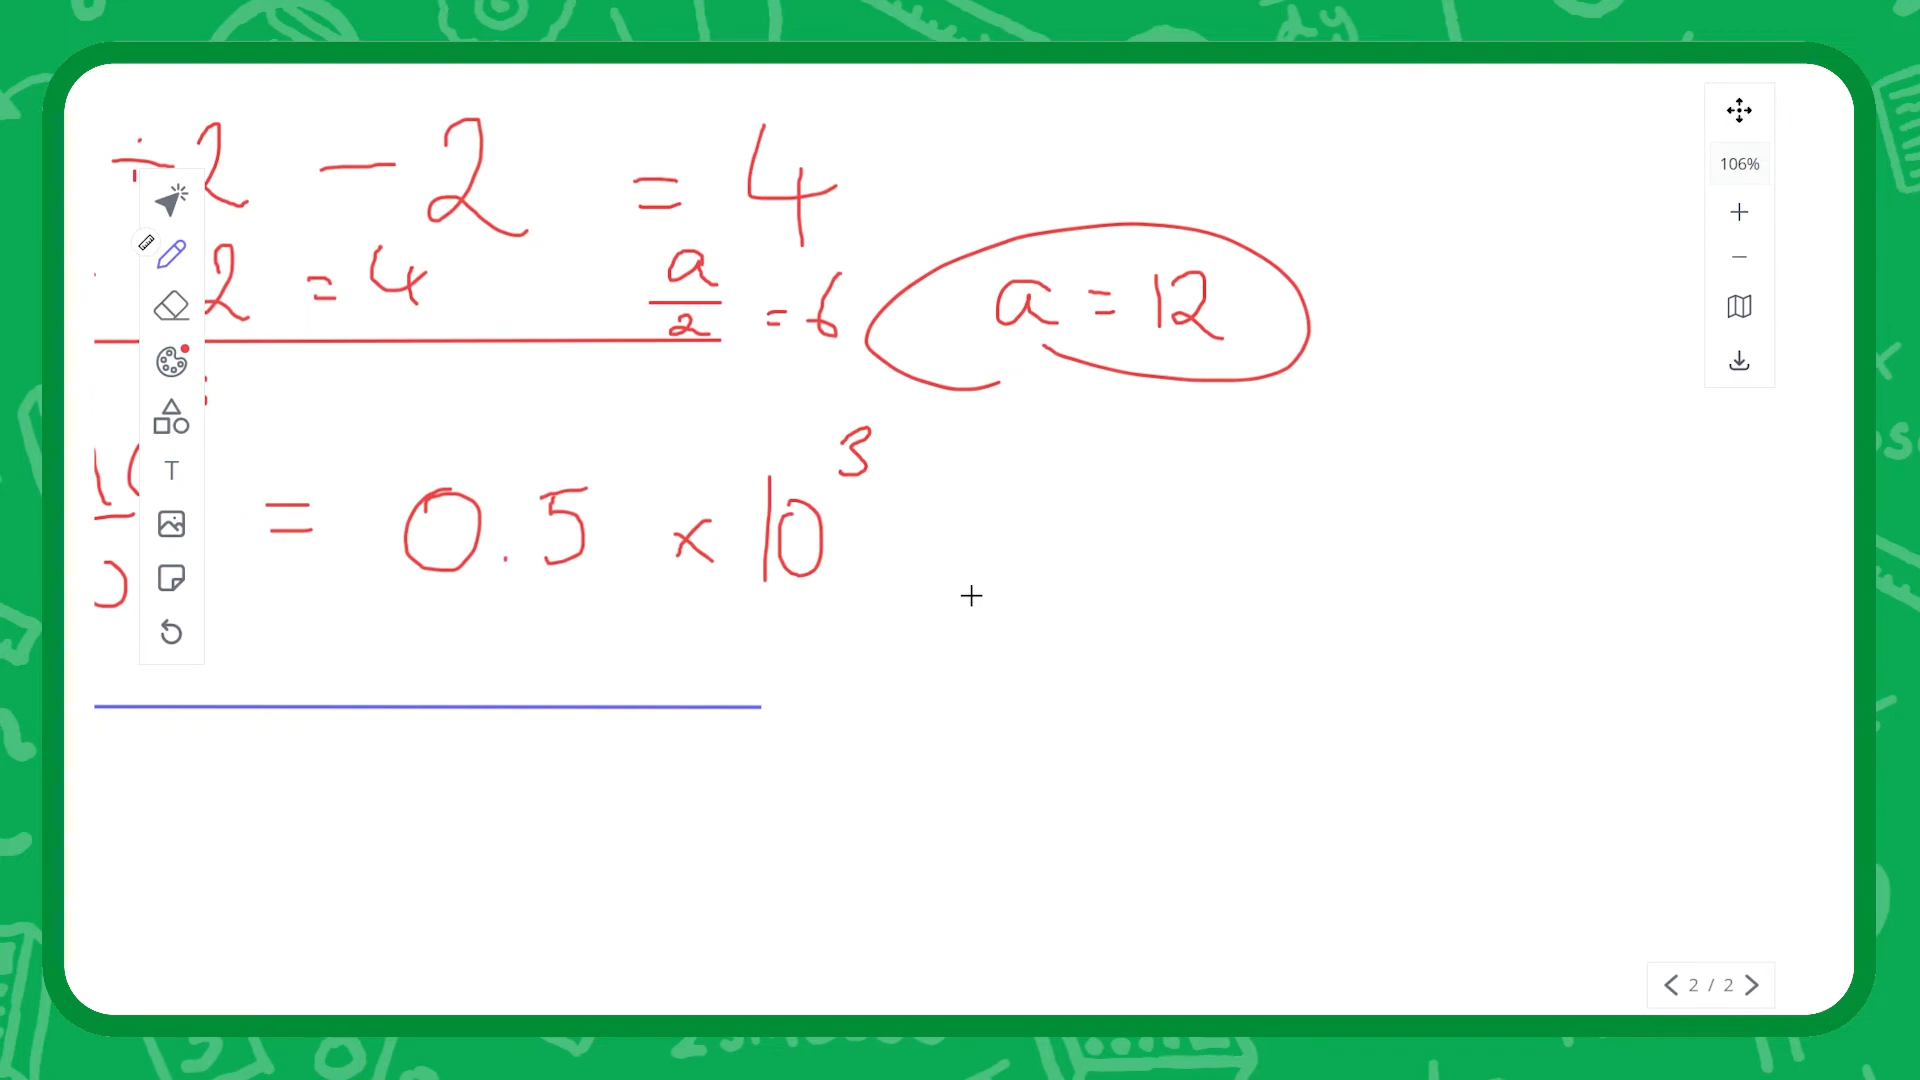 ÷2 - 2 = 4
2 = 4
a/2 = 6
a = 12
= 0.5 × 10³
106%
T
2 / 2